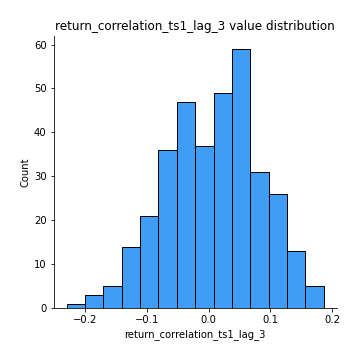 return_correlation_ts1_lag_3 value distribution
60
50
40
30
20
10
0
Count
−0.2 −0.1 0.0 0.1 0.2
return_correlation_ts1_lag_3